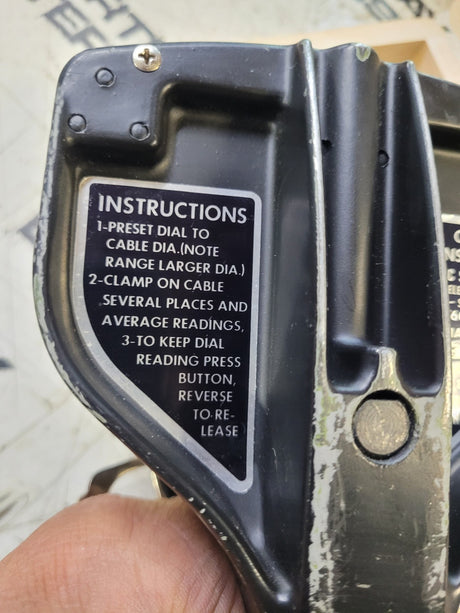 INSTRUCTIONS
1-PRESET DIAL TO
CABLE DIA.(NOTE
RANGE LARGER DIA.)
2-CLAMP ON CABLE
SEVERAL PLACES AND
AVERAGE READINGS,
3-TO KEEP DIAL
READING PRESS
BUTTON,
REVERSE
TO RE-
LEASE